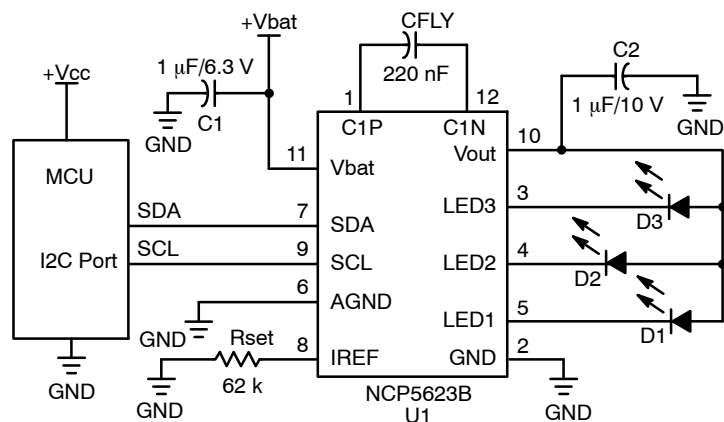 +Vbat
CFLY
+Vcc
1 µF/6.3 V
220 nF
C2
1
12
1 µF/10 V
C1
GND
GND
C1P
C1N
10
11
Vbat
Vout
MCU
3
LED3
D3
SDA
7
SDA
4
LED2
D2
I2C Port
SCL
9
SCL
6
AGND
5
LED1
D1
GND
Rset
8
IREF
GND
2
GND
GND
62 k
NCP5623B
U1
GND